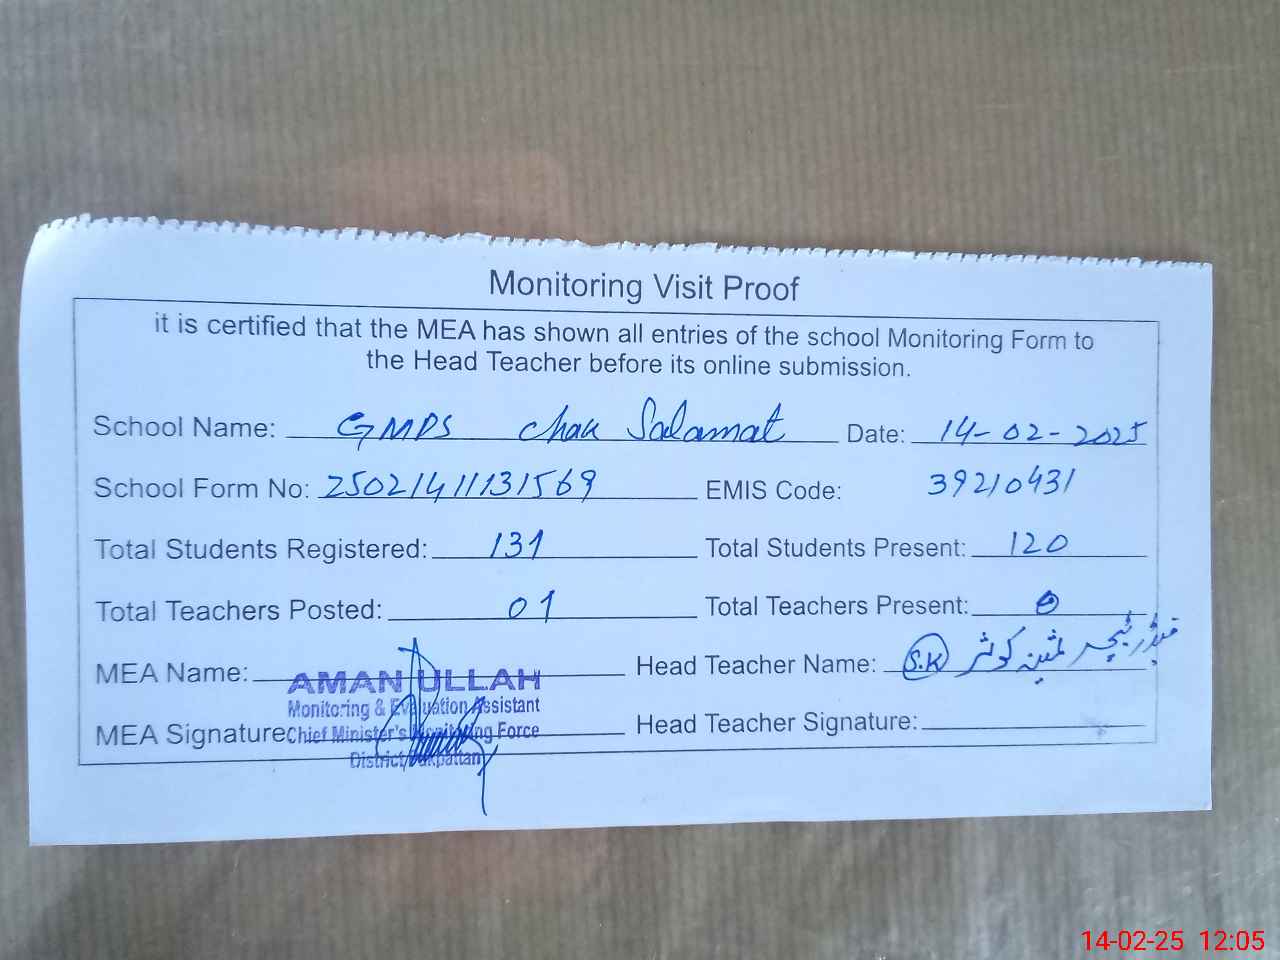 Monitoring Visit Proof
it is certified that the MEA has shown all entries of the school Monitoring Form to
the Head Teacher before its online submission.
School Name: GMPS Chak Salamat Date: 14-02-2025
School Form No: 25021411131569 EMIS Code: 39210431
Total Students Registered: 131 Total Students Present: 120
Total Teachers Posted: 01 Total Teachers Present: 0
MEA Name: AMAN ULLAH Head Teacher Name: S.K کوثر
Monitoring & Evaluation Assistant
MEA Signature Chief Minister's Monitoring Force Head Teacher Signature:
District Pakpattan
14-02-25 12:05